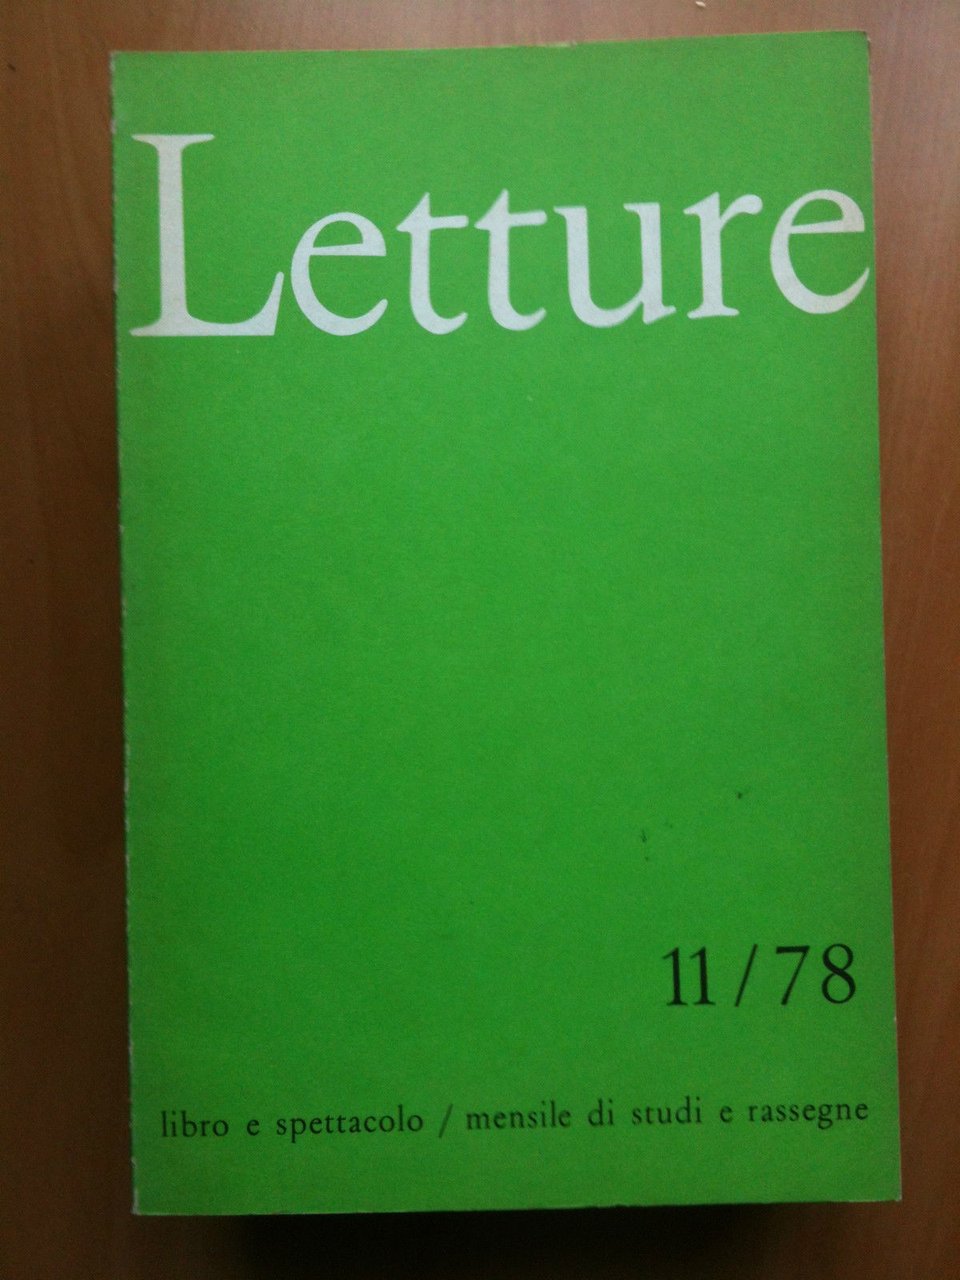 Letture
11/78
libro e spettacolo / mensile di studi e rassegne